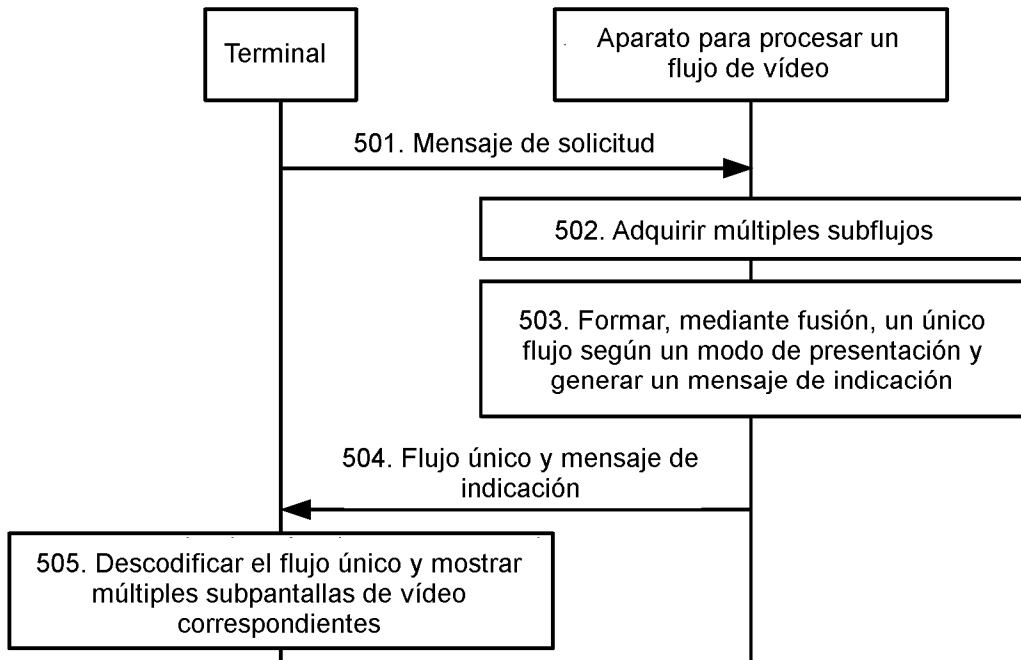 Terminal
Aparato para procesar un
flujo de vídeo
501. Mensaje de solicitud
502. Adquirir múltiples subflujos
503. Formar, mediante fusión, un único
flujo según un modo de presentación y
generar un mensaje de indicación
504. Flujo único y mensaje de
indicación
505. Descodificar el flujo único y mostrar
múltiples subpantallas de vídeo
correspondientes